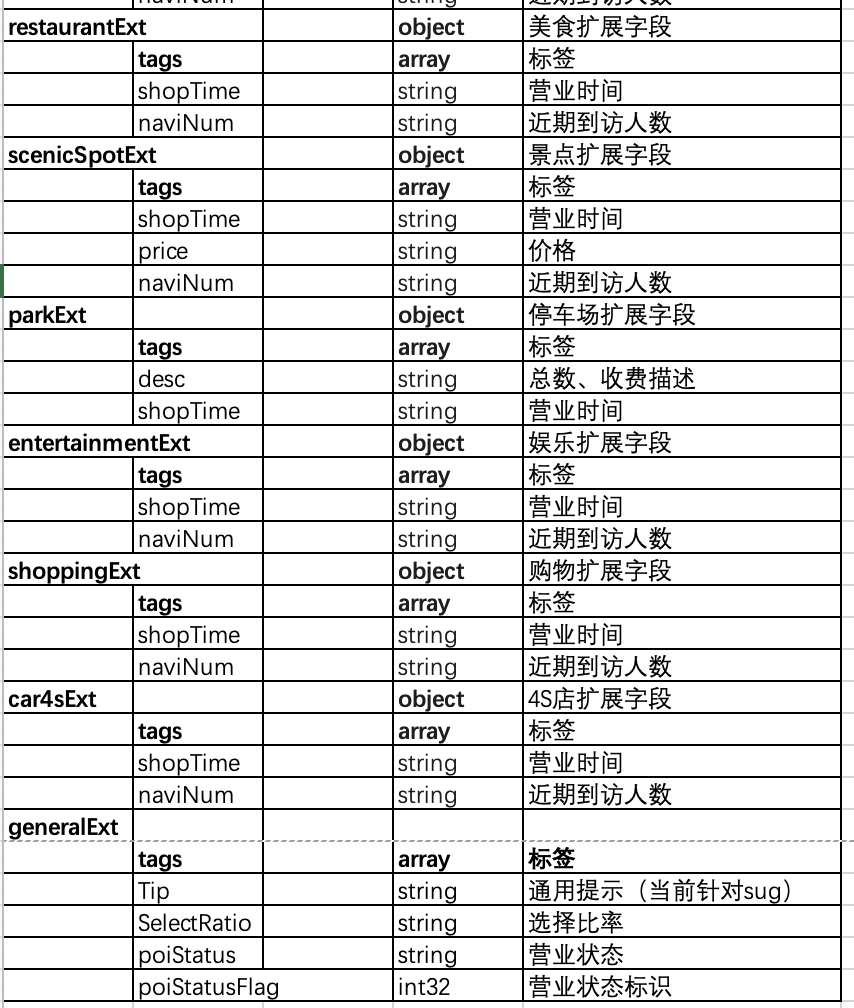 naviNum string 近期到访人数
restaurantExt object 美食扩展字段
tags array 标签
shopTime string 营业时间
naviNum string 近期到访人数
scenicSpotExt object 景点扩展字段
tags array 标签
shopTime string 营业时间
price string 价格
naviNum string 近期到访人数
parkExt object 停车场扩展字段
tags array 标签
desc string 总数、收费描述
shopTime string 营业时间
entertainmentExt object 娱乐扩展字段
tags array 标签
shopTime string 营业时间
naviNum string 近期到访人数
shoppingExt object 购物扩展字段
tags array 标签
shopTime string 营业时间
naviNum string 近期到访人数
car4sExt object 4S店扩展字段
tags array 标签
shopTime string 营业时间
naviNum string 近期到访人数
generalExt
tags array 标签
Tip string 通用提示（当前针对sug）
SelectRatio string 选择比率
poiStatus string 营业状态
poiStatusFlag int32 营业状态标识